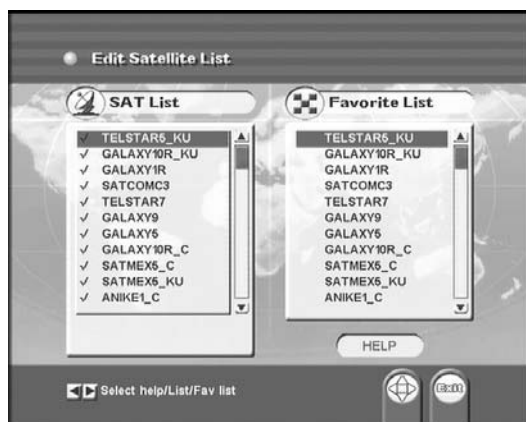 Edit Satellite List
SAT List
TELSTAR5_KU
GALAXY10R_KU
GALAXY1R
SATCOMC3
TELSTAR7
GALAXY9
GALAXY5
GALAXY10R_C
SATMEX5_C
SATMEX5_KU
ANIKE1_C
Favorite List
TELSTAR5_KU
GALAXY10R_KU
GALAXY1R
SATCOMC3
TELSTAR7
GALAXY9
GALAXY5
GALAXY10R_C
SATMEX5_C
SATMEX5_KU
ANIKE1_C
HELP
Select help/List/Fav list
Exit